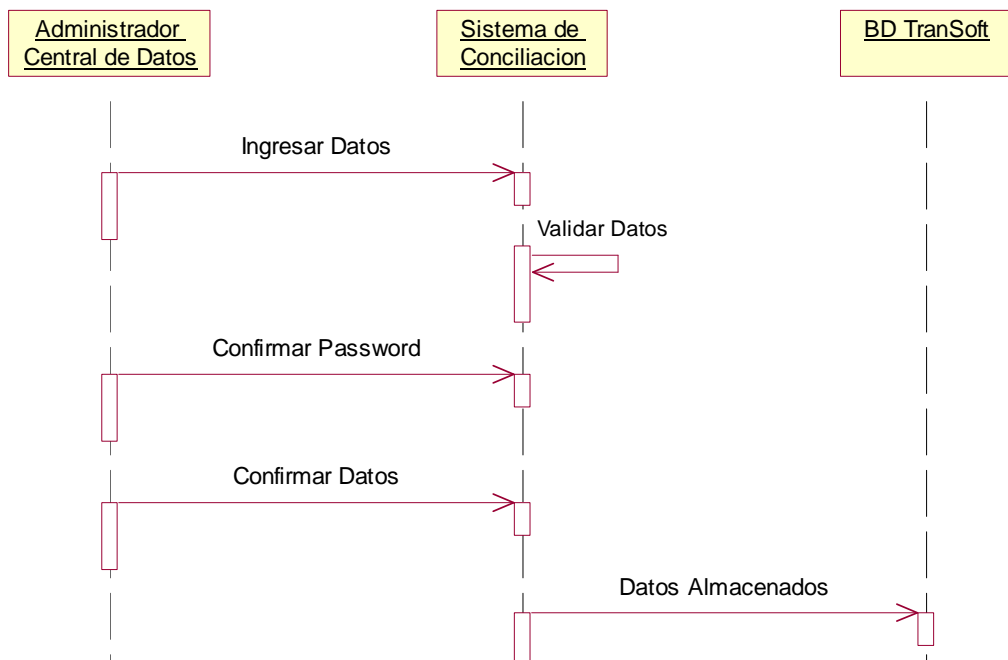 Administrador
Central de Datos
Sistema de
Conciliacion
BD TranSoft
Ingresar Datos
Validar Datos
Confirmar Password
Confirmar Datos
Datos Almacenados